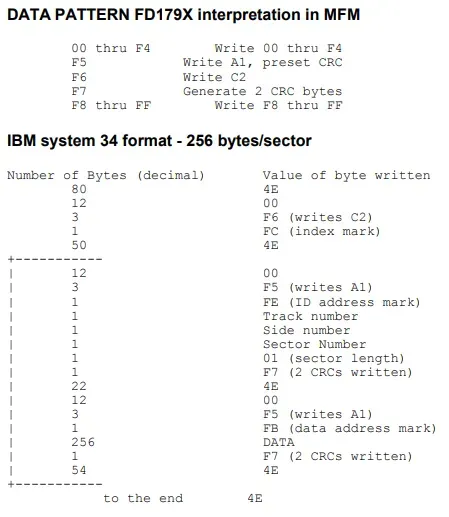 DATA PATTERN FD179X interpretation in MFM
00 thru F4 Write 00 thru F4
F5 Write A1, preset CRC
F6 Write C2
F7 Generate 2 CRC bytes
F8 thru FF Write F8 thru FF
IBM system 34 format - 256 bytes/sector
Number of Bytes (decimal) Value of byte written
80 4E
12 00
3 F6 (writes C2)
1 FC (index mark)
50 4E
+-----------
| 12 00
| 3 F5 (writes A1)
| 1 FE (ID address mark)
| 1 Track number
| 1 Side number
| 1 Sector Number
| 1 01 (sector length)
| 1 F7 (2 CRCs written)
| 22 4E
| 12 00
| 3 F5 (writes A1)
| 1 FB (data address mark)
| 256 DATA
| 1 F7 (2 CRCs written)
| 54 4E
+-----------
to the end 4E